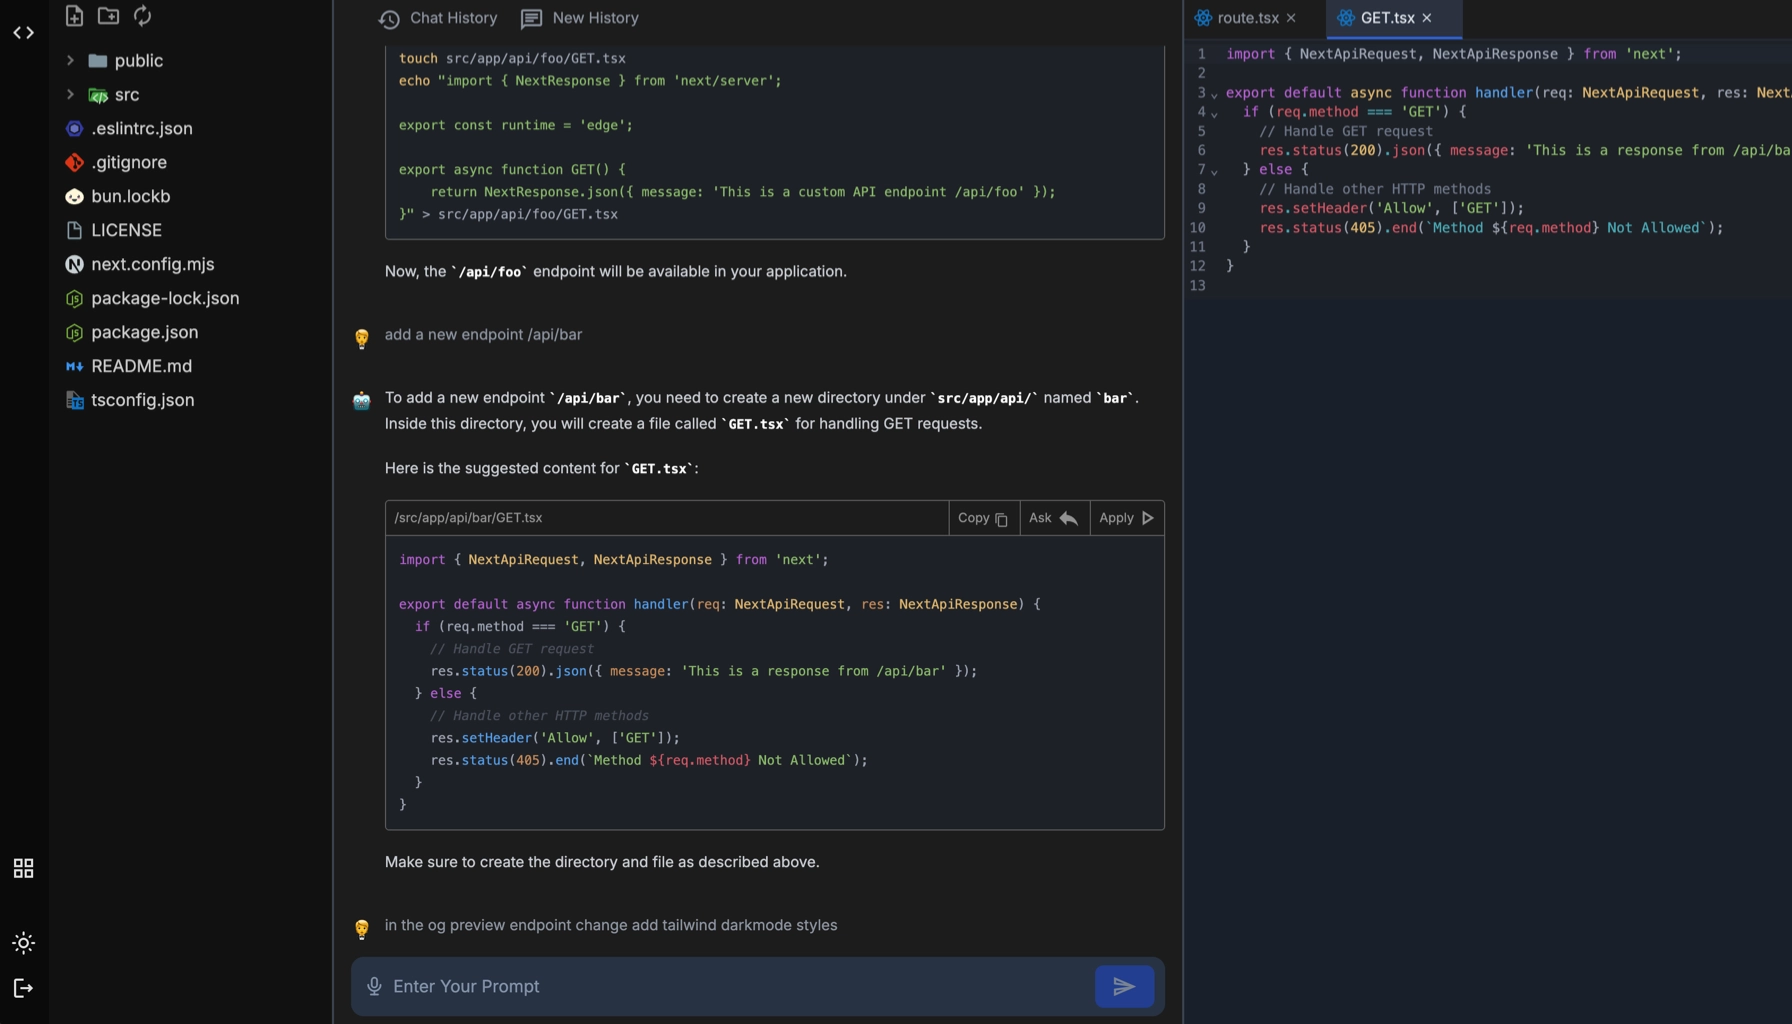 public
src
.eslintrc.json
.gitignore
bun.lockb
LICENSE
next.config.mjs
package-lock.json
package.json
README.md
tsconfig.json
Chat History
New History
touch src/app/api/foo/GET.tsx
echo "import { NextResponse } from 'next/server';
export const runtime = 'edge';
export async function GET() {
return NextResponse.json({ message: 'This is a custom API endpoint /api/foo' });
}" > src/app/api/foo/GET.tsx
Now, the `/api/foo` endpoint will be available in your application.
add a new endpoint /api/bar
To add a new endpoint `/api/bar`, you need to create a new directory under `src/app/api/` named `bar`.
Inside this directory, you will create a file called `GET.tsx` for handling GET requests.
Here is the suggested content for `GET.tsx`:
/src/app/api/bar/GET.tsx Copy Ask Apply
import { NextApiRequest, NextApiResponse } from 'next';
export default async function handler(req: NextApiRequest, res: NextApiResponse) {
if (req.method === 'GET') {
// Handle GET request
res.status(200).json({ message: 'This is a response from /api/bar' });
} else {
// Handle other HTTP methods
res.setHeader('Allow', ['GET']);
res.status(405).end(`Method ${req.method} Not Allowed`);
}
}
Make sure to create the directory and file as described above.
in the og preview endpoint change add tailwind darkmode styles
Enter Your Prompt
route.tsx
GET.tsx
1 import { NextApiRequest, NextApiResponse } from 'next';
2
3 export default async function handler(req: NextApiRequest, res: Next
4 if (req.method === 'GET') {
5 // Handle GET request
6 res.status(200).json({ message: 'This is a response from /api/ba
7 } else {
8 // Handle other HTTP methods
9 res.setHeader('Allow', ['GET']);
10 res.status(405).end(`Method ${req.method} Not Allowed`);
11 }
12 }
13